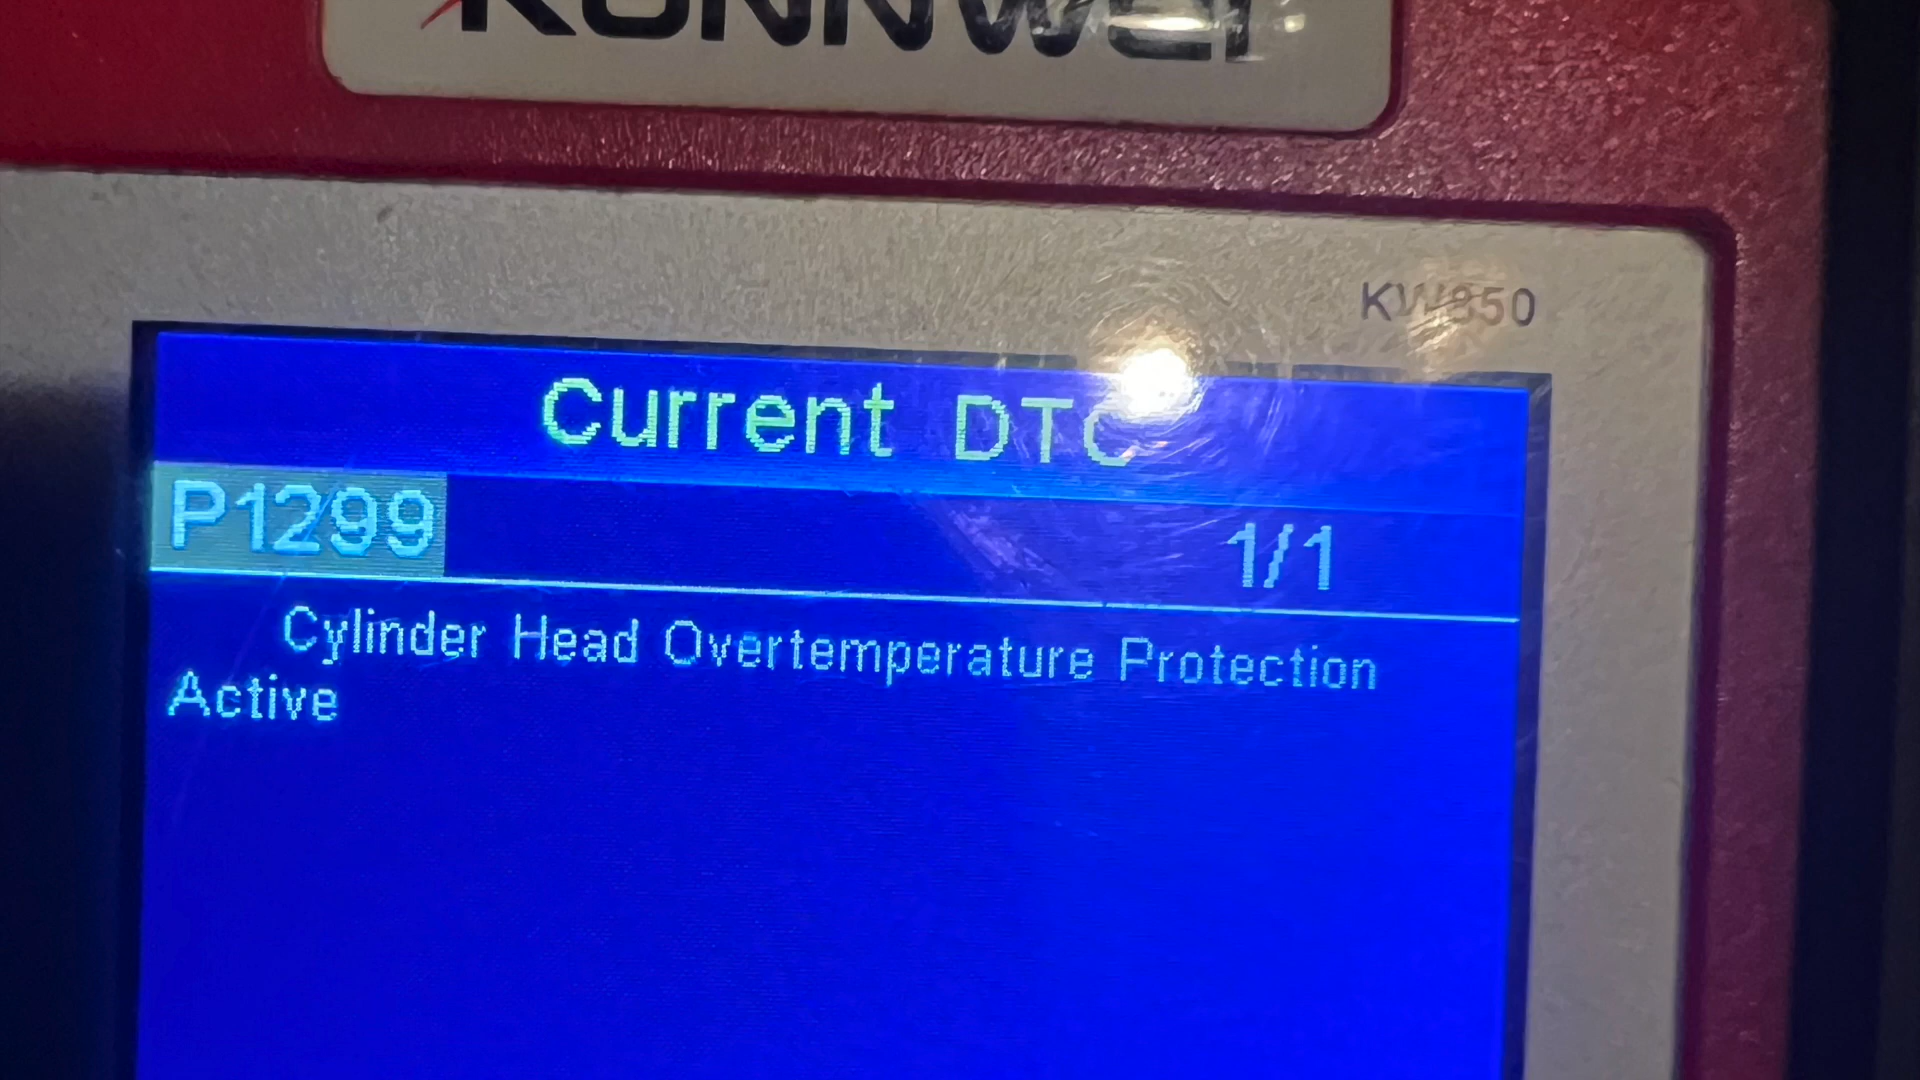 KONNWEI
KW850
Current DTC
P1299 1/1
Cylinder Head Overtemperature Protection
Active